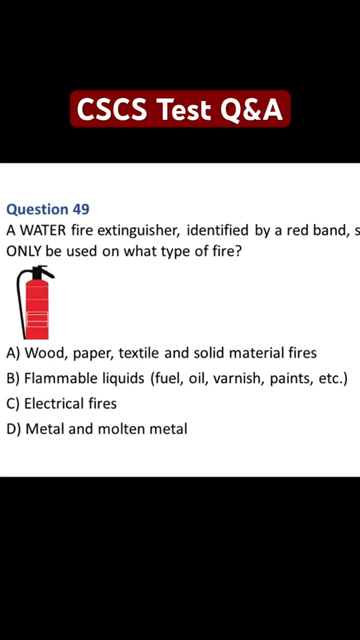 CSCS Test Q&A
Question 49
A WATER fire extinguisher, identified by a red band, s
ONLY be used on what type of fire?
A) Wood, paper, textile and solid material fires
B) Flammable liquids (fuel, oil, varnish, paints, etc.)
C) Electrical fires
D) Metal and molten metal